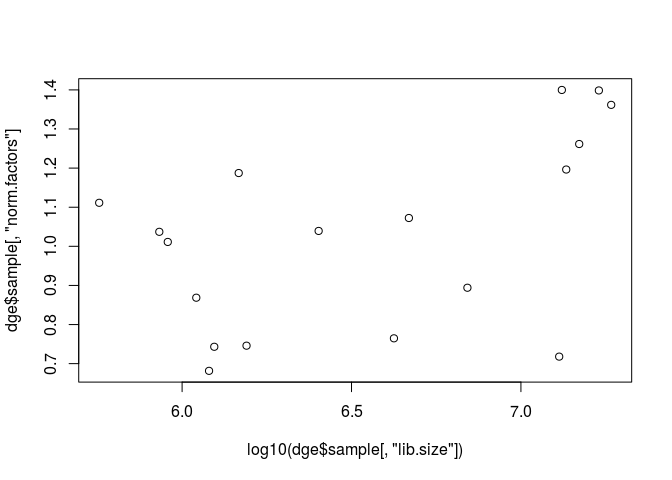 1.4
1.3
1.2
1.1
1.0
0.9
0.8
0.7
dge$sample[, "norm.factors"]
6.0 6.5 7.0
log10(dge$sample[, "lib.size"])